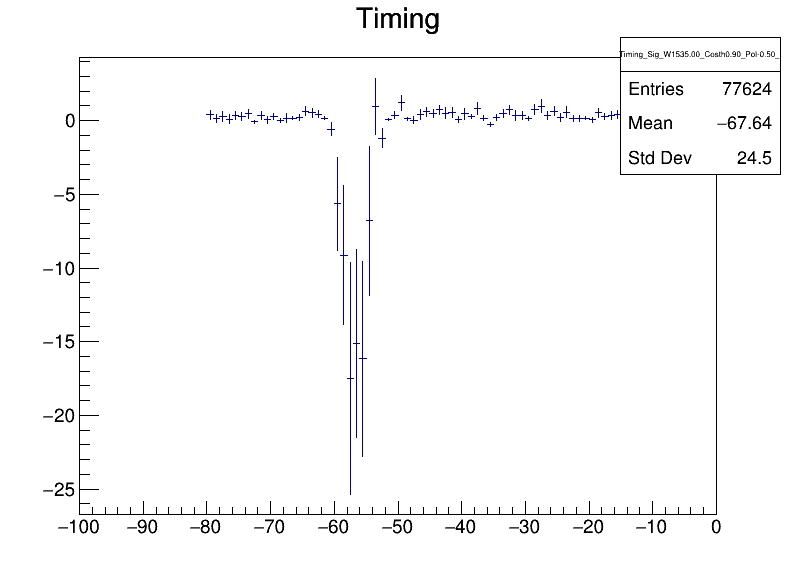 Timing
Timing_Sig_W1535.00_Costh0.90_Pol-0.50_
Entries 77624
Mean −67.64
Std Dev 24.5
0
−5
−10
−15
−20
−25
−100 −90 −80 −70 −60 −50 −40 −30 −20 −10 0